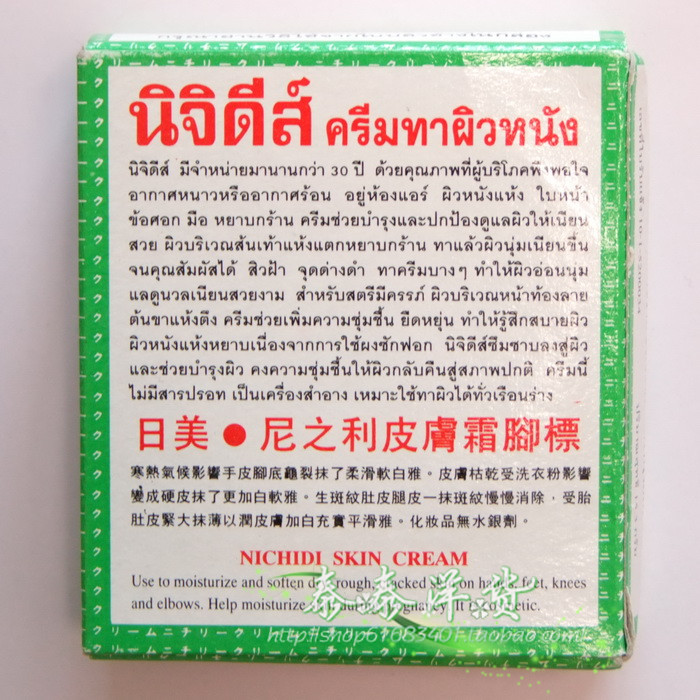 นิจิดีส์ ครีมทาผิวหนัง
นิจิดีส์ มีจำหน่ายมานานกว่า 30 ปี ด้วยคุณภาพที่ผู้บริโภคพึงพอใจ
อากาศหนาวหรืออากาศร้อน อยู่ห้องแอร์ ผิวหนังแห้ง ใบหน้า
ข้อศอก มือ หยาบกร้าน ครีมช่วยบำรุงและปกป้องดูแลผิวให้เนียน
สวย ผิวบริเวณส้นเท้าแห้งแตกหยาบกร้าน ทาแล้วผิวนุ่มเนียนขึ้น
จนคุณสัมผัสได้ สิวฝ้า จุดด่างดำ ทาครีมบางๆ ทำให้ผิวอ่อนนุ่ม
แลดูนวลเนียนสวยงาม สำหรับสตรีมีครรภ์ ผิวบริเวณหน้าท้องลาย
ต้นขาแห้งตึง ครีมช่วยเพิ่มความชุ่มชื้น ยืดหยุ่น ทำให้รู้สึกสบายผิว
ผิวหนังแห้งหยาบเนื่องจากการใช้ผงซักฟอก นิจิดีส์ซึมซาบลงสู่ผิว
และช่วยบำรุงผิว คงความชุ่มชื้นให้ผิวกลับคืนสู่สภาพปกติ ครีมนี้
ไม่มีสารปรอท เป็นเครื่องสำอาง เหมาะใช้ทาผิวได้ทั่วเรือนร่าง
日美●尼之利皮膚霜腳標
寒熱氣候影響手皮腳底龜裂抹了柔滑軟白雅。皮膚枯乾受洗衣粉影響
變成硬皮抹了更加白軟雅。生斑紋肚皮腿皮一抹斑紋慢慢消除，受胎
肚皮緊大抹薄以潤皮膚加白充實平滑雅。化妝品無水銀劑。
NICHIDI SKIN CREAM
Use to moisturize and soften dry, rough, cracked skin on hands, feet, knees
and elbows. Help moisturize skin during pregnancy. It is cosmetic.
泰泰洋货
http://shop67683401.taobao.com/